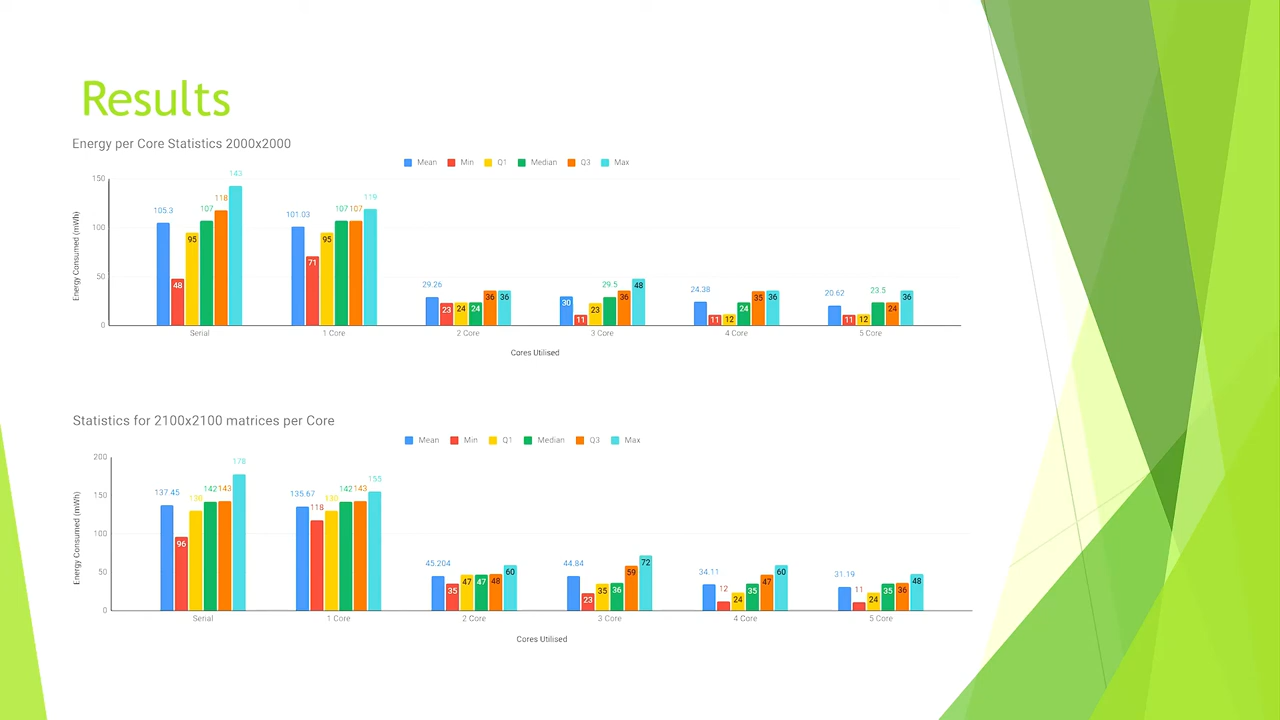 Results
Energy per Core Statistics 2000x2000
Mean Min Q1 Median Q3 Max
Energy Consumed (mWh)
150
100
50
0
105.3 48 95 107 118 143
101.03 71 95 107 107 119
29.26 23 24 24 36 36
30 11 23 29.5 36 48
24.38 11 12 24 35 36
20.62 11 12 23.5 24 36
Serial 1 Core 2 Core 3 Core 4 Core 5 Core
Cores Utilised
Statistics for 2100x2100 matrices per Core
Mean Min Q1 Median Q3 Max
Energy Consumed (mWh)
200
150
100
50
0
137.45 96 130 142 143 178
135.67 118 130 142 143 155
45.204 35 47 47 48 60
44.84 23 35 36 59 72
34.11 12 24 35 47 60
31.19 11 24 35 36 48
Serial 1 Core 2 Core 3 Core 4 Core 5 Core
Cores Utilised